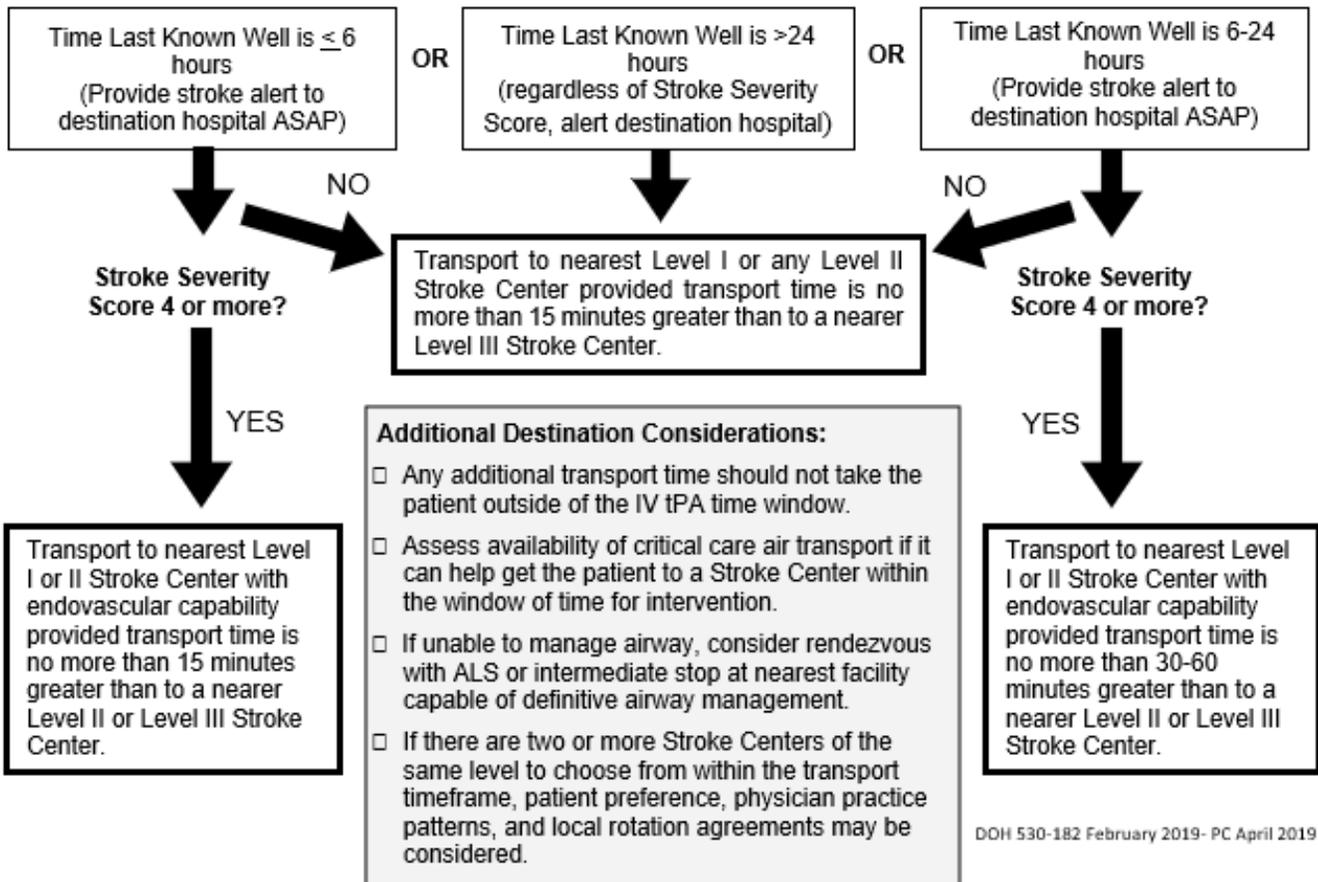 Time Last Known Well is < 6
hours
(Provide stroke alert to
destination hospital ASAP)
OR
Time Last Known Well is >24
hours
(regardless of Stroke Severity
Score, alert destination hospital)
OR
Time Last Known Well is 6-24
hours
(Provide stroke alert to
destination hospital ASAP)
NO
NO
Stroke Severity
Score 4 or more?
Transport to nearest Level I or any Level II
Stroke Center provided transport time is no
more than 15 minutes greater than to a nearer
Level III Stroke Center.
Stroke Severity
Score 4 or more?
YES
YES
Transport to nearest Level
I or II Stroke Center with
endovascular capability
provided transport time is
no more than 15 minutes
greater than to a nearer
Level II or Level III Stroke
Center.
Additional Destination Considerations:
□ Any additional transport time should not take the
patient outside of the IV tPA time window.
□ Assess availability of critical care air transport if it
can help get the patient to a Stroke Center within
the window of time for intervention.
□ If unable to manage airway, consider rendezvous
with ALS or intermediate stop at nearest facility
capable of definitive airway management.
□ If there are two or more Stroke Centers of the
same level to choose from within the transport
timeframe, patient preference, physician practice
patterns, and local rotation agreements may be
considered.
Transport to nearest Level
I or II Stroke Center with
endovascular capability
provided transport time is
no more than 30-60
minutes greater than to a
nearer Level II or Level III
Stroke Center.
DOH 530-182 February 2019- PC April 2019